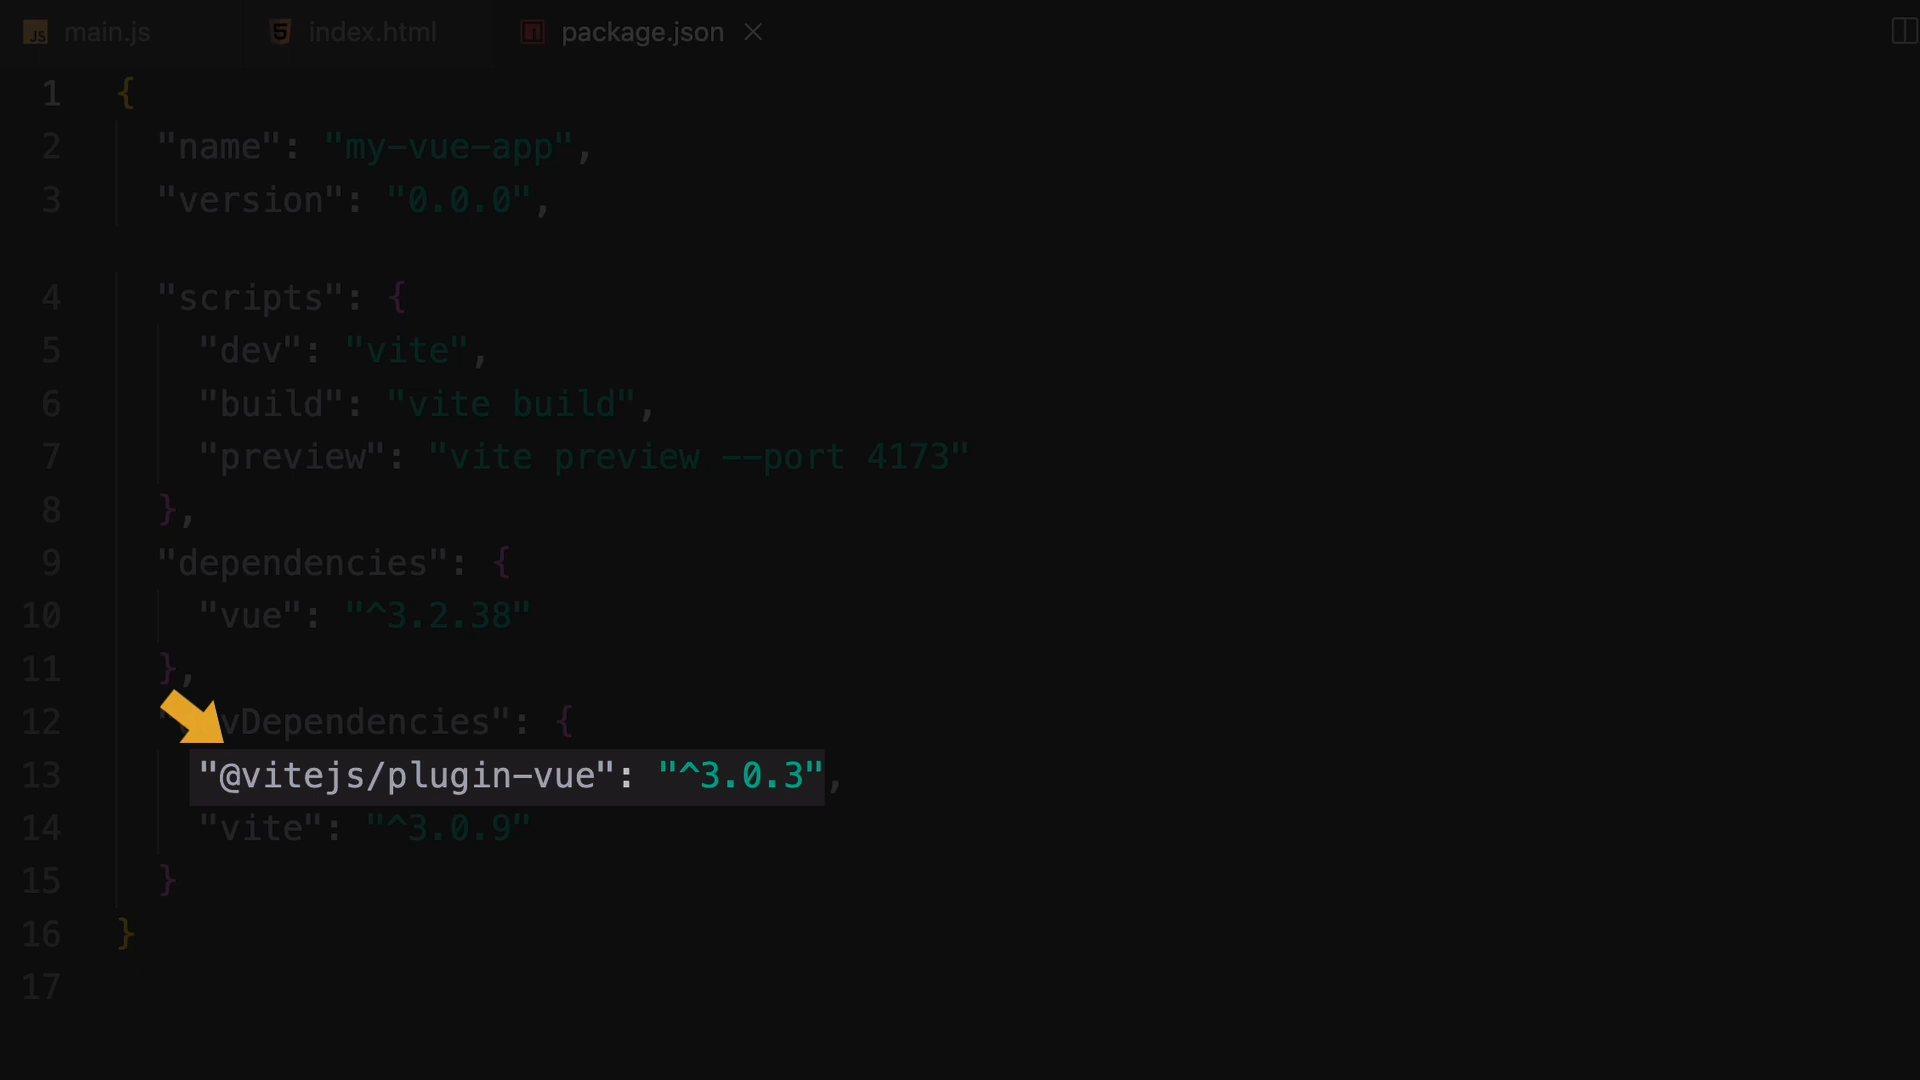 main.js index.html package.json
1 {
2 "name": "my-vue-app",
3 "version": "0.0.0",
4 "scripts": {
5 "dev": "vite",
6 "build": "vite build",
7 "preview": "vite preview --port 4173"
8 },
9 "dependencies": {
10 "vue": "^3.2.38"
11 },
12 "vDependencies": {
13 "@vitejs/plugin-vue": "^3.0.3",
14 "vite": "^3.0.9"
15 }
16 }
17